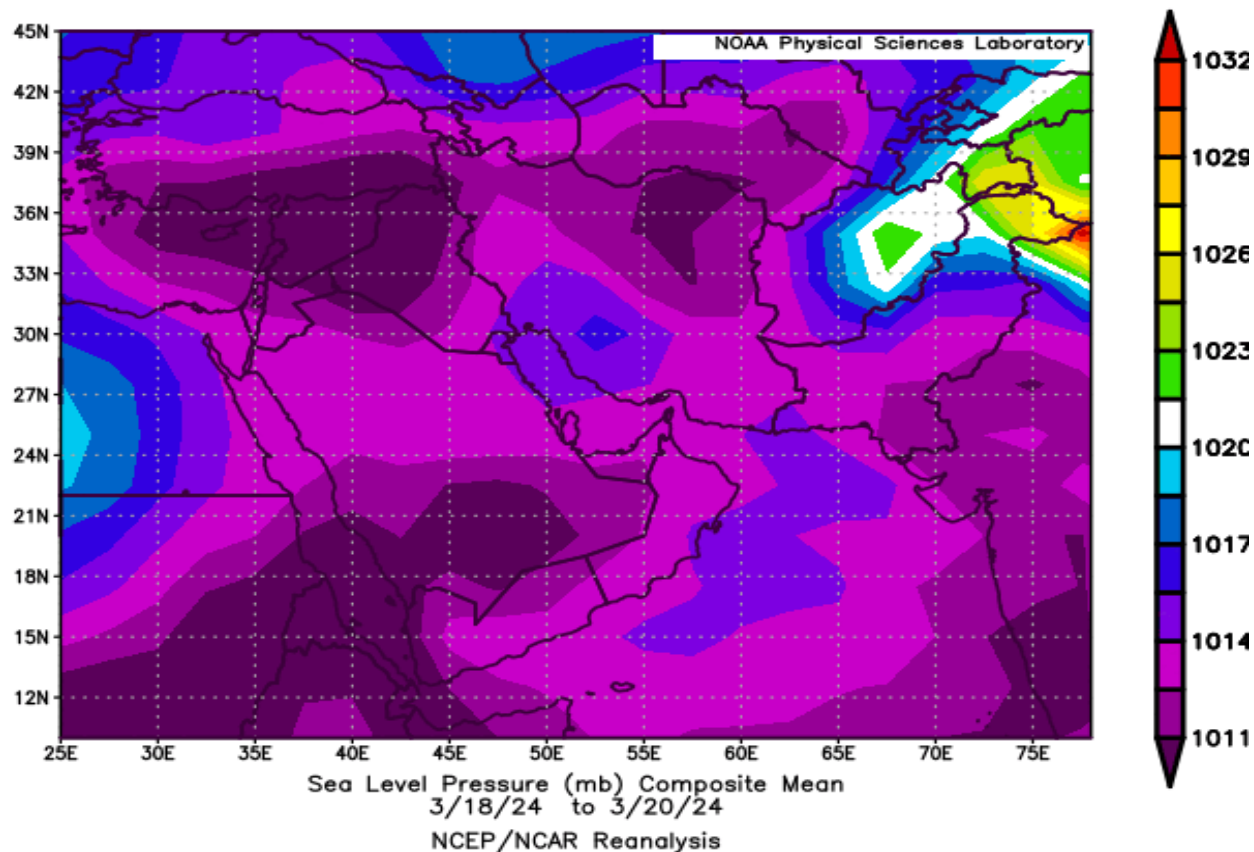 NOAA Physical Sciences Laboratory
45N
42N
39N
36N
33N
30N
27N
24N
21N
18N
15N
12N
25E 30E 35E 40E 45E 50E 55E 60E 65E 70E 75E
1032
1029
1026
1023
1020
1017
1014
1011
Sea Level Pressure (mb) Composite Mean
3/18/24 to 3/20/24
NCEP/NCAR Reanalysis